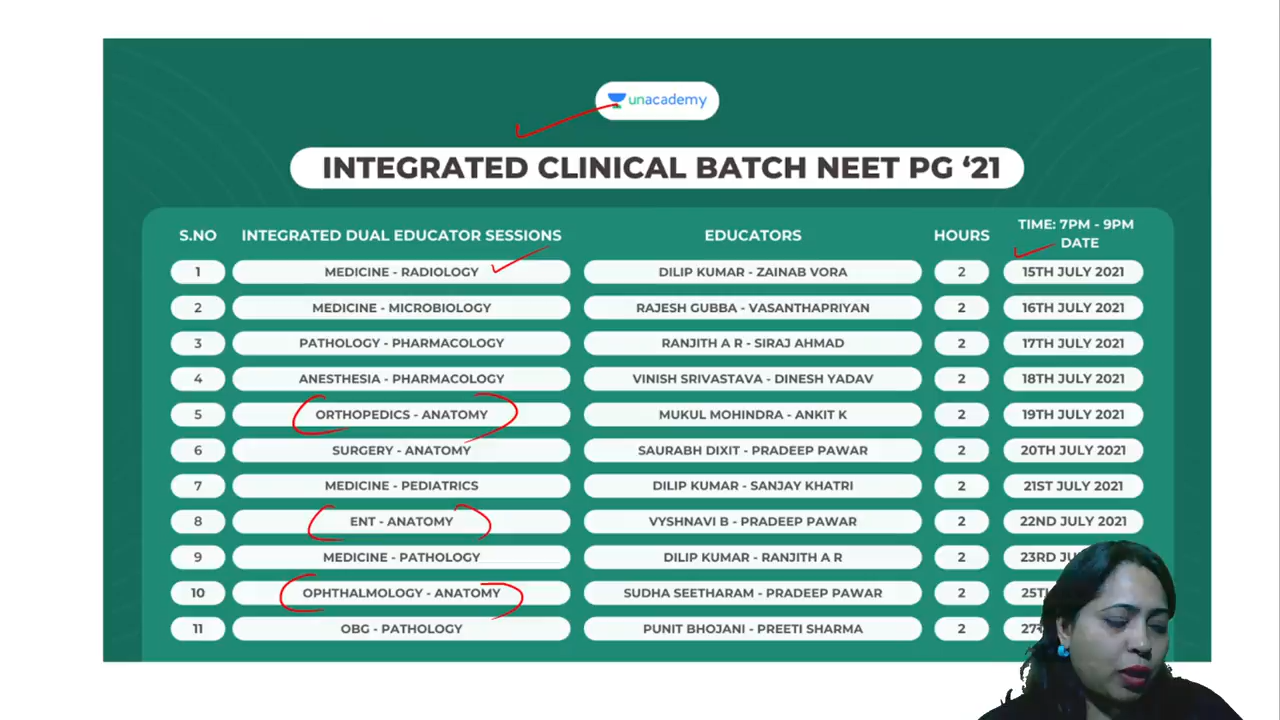 unacademy
INTEGRATED CLINICAL BATCH NEET PG ‘21
S.NO INTEGRATED DUAL EDUCATOR SESSIONS EDUCATORS HOURS TIME: 7PM - 9PM
DATE
1 MEDICINE - RADIOLOGY DILIP KUMAR - ZAINAB VORA 2 15TH JULY 2021
2 MEDICINE - MICROBIOLOGY RAJESH GUBBA - VASANTHAPRIYAN 2 16TH JULY 2021
3 PATHOLOGY - PHARMACOLOGY RANJITH A R - SIRAJ AHMAD 2 17TH JULY 2021
4 ANESTHESIA - PHARMACOLOGY VINISH SRIVASTAVA - DINESH YADAV 2 18TH JULY 2021
5 ORTHOPEDICS - ANATOMY MUKUL MOHINDRA - ANKIT K 2 19TH JULY 2021
6 SURGERY - ANATOMY SAURABH DIXIT - PRADEEP PAWAR 2 20TH JULY 2021
7 MEDICINE - PEDIATRICS DILIP KUMAR - SANJAY KHATRI 2 21ST JULY 2021
8 ENT - ANATOMY VYSHNAVI B - PRADEEP PAWAR 2 22ND JULY 2021
9 MEDICINE - PATHOLOGY DILIP KUMAR - RANJITH A R 2 23RD
10 OPHTHALMOLOGY - ANATOMY SUDHA SEETHARAM - PRADEEP PAWAR 2
11 OBG - PATHOLOGY PUNIT BHOJANI - PREETI SHARMA 2